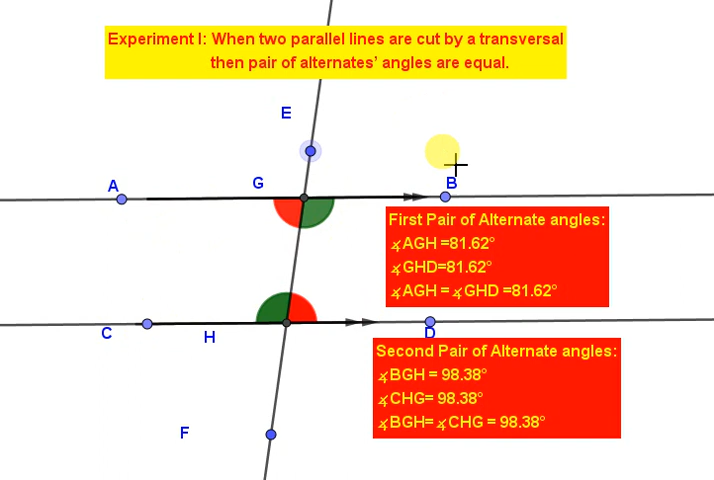 Experiment I: When two parallel lines are cut by a transversal
then pair of alternates' angles are equal.
E
A
G
B
First Pair of Alternate angles:
∡AGH =81.62°
∡GHD=81.62°
∡AGH = ∡GHD =81.62°
C
H
D
Second Pair of Alternate angles:
∡BGH = 98.38°
∡CHG= 98.38°
∡BGH= ∡CHG = 98.38°
F